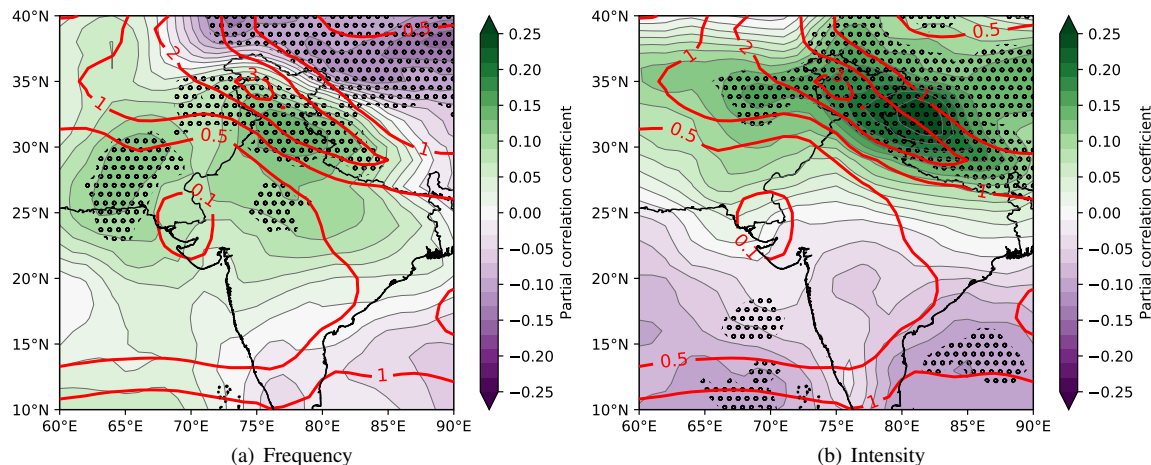 40°N
35°N
30°N
25°N
20°N
15°N
10°N
60°E
65°E
70°E
75°E
80°E
85°E
90°E
0.5
1
2
3
1
0.5
1
0.1
1
0.25
0.20
0.15
0.10
0.05
0.00
−0.05
−0.10
−0.15
−0.20
−0.25
Partial correlation coefficient
(a) Frequency
40°N
35°N
30°N
25°N
20°N
15°N
10°N
60°E
65°E
70°E
75°E
80°E
85°E
90°E
0.5
1
2
3
1
0.5
1
0.1
0.5
1
0.25
0.20
0.15
0.10
0.05
0.00
−0.05
−0.10
−0.15
−0.20
−0.25
Partial correlation coefficient
(b) Intensity